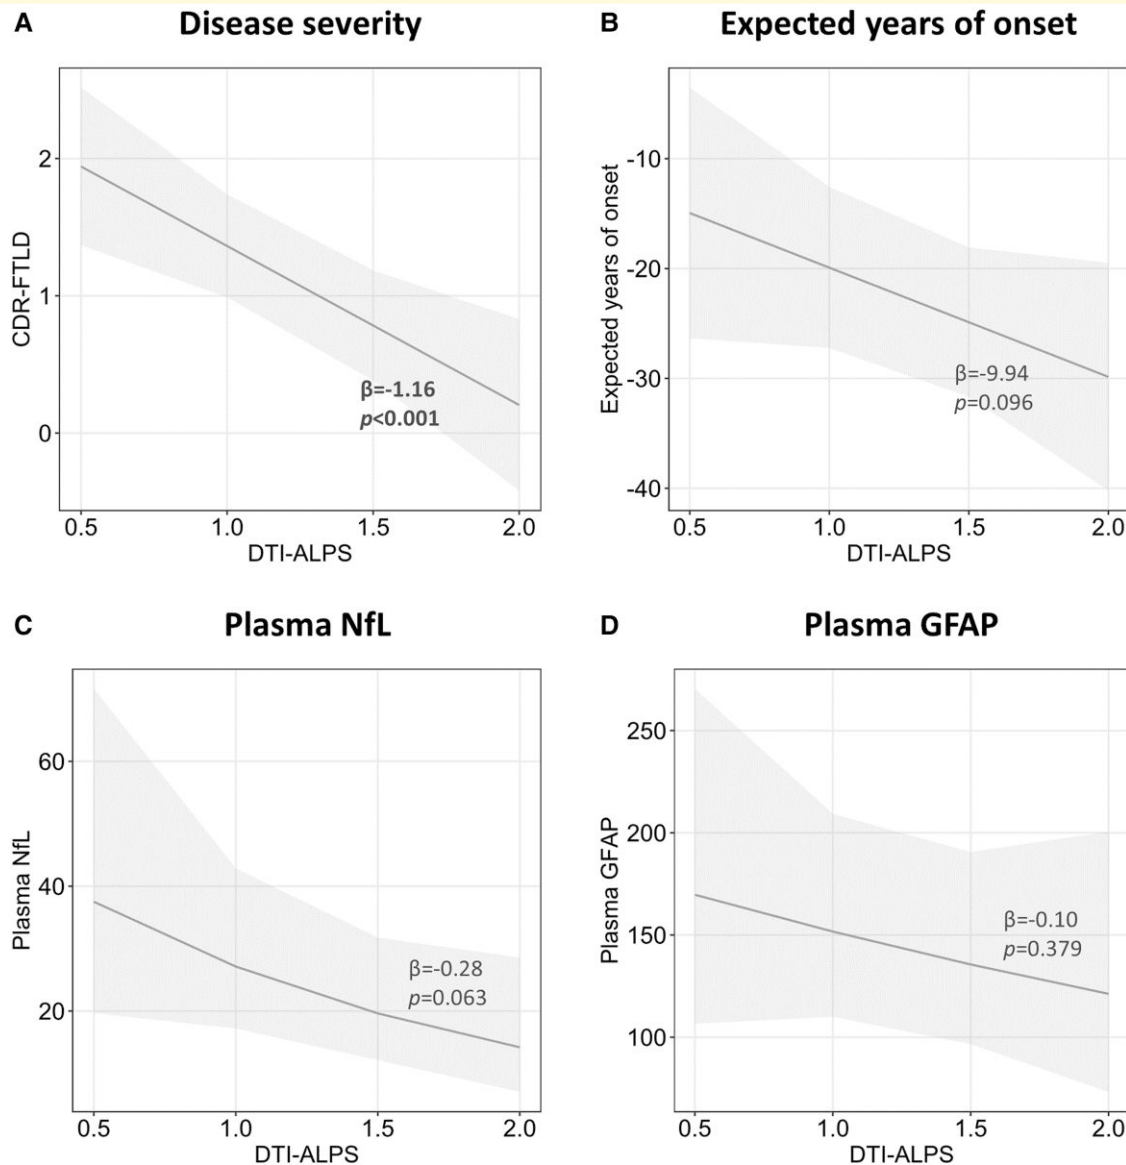 A
Disease severity
CDR-FTLD
2
1
0
β=-1.16
p<0.001
0.5 1.0 1.5 2.0
DTI-ALPS
B
Expected years of onset
Expected years of onset
-10
-20
-30
-40
β=-9.94
p=0.096
0.5 1.0 1.5 2.0
DTI-ALPS
C
Plasma NfL
Plasma NfL
60
40
20
β=-0.28
p=0.063
0.5 1.0 1.5 2.0
DTI-ALPS
D
Plasma GFAP
Plasma GFAP
250
200
150
100
β=-0.10
p=0.379
0.5 1.0 1.5 2.0
DTI-ALPS